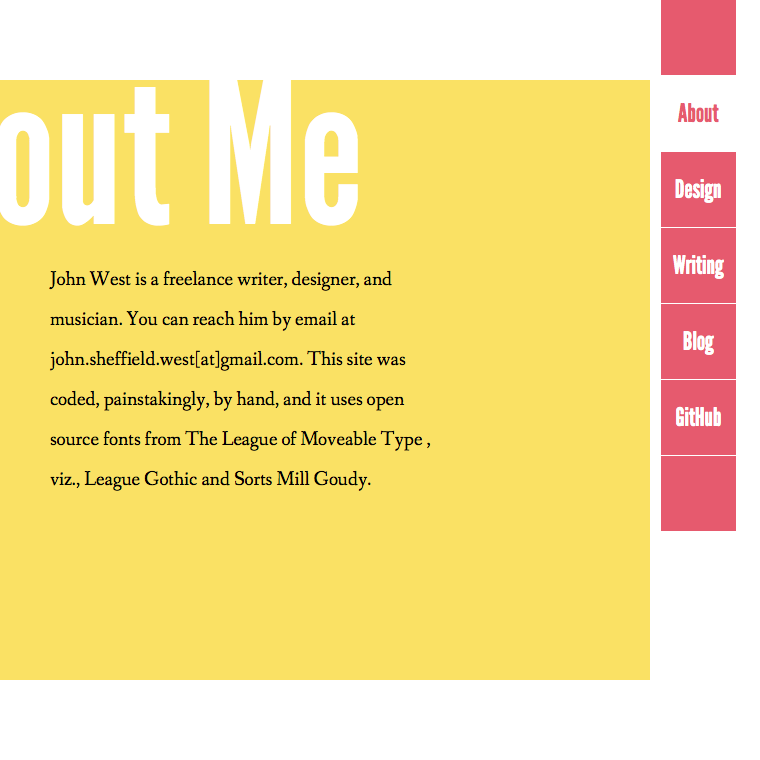 out Me
John West is a freelance writer, designer, and
musician. You can reach him by email at
john.sheffield.west[at]gmail.com. This site was
coded, painstakingly, by hand, and it uses open
source fonts from The League of Moveable Type ,
viz., League Gothic and Sorts Mill Goudy.
About
Design
Writing
Blog
GitHub